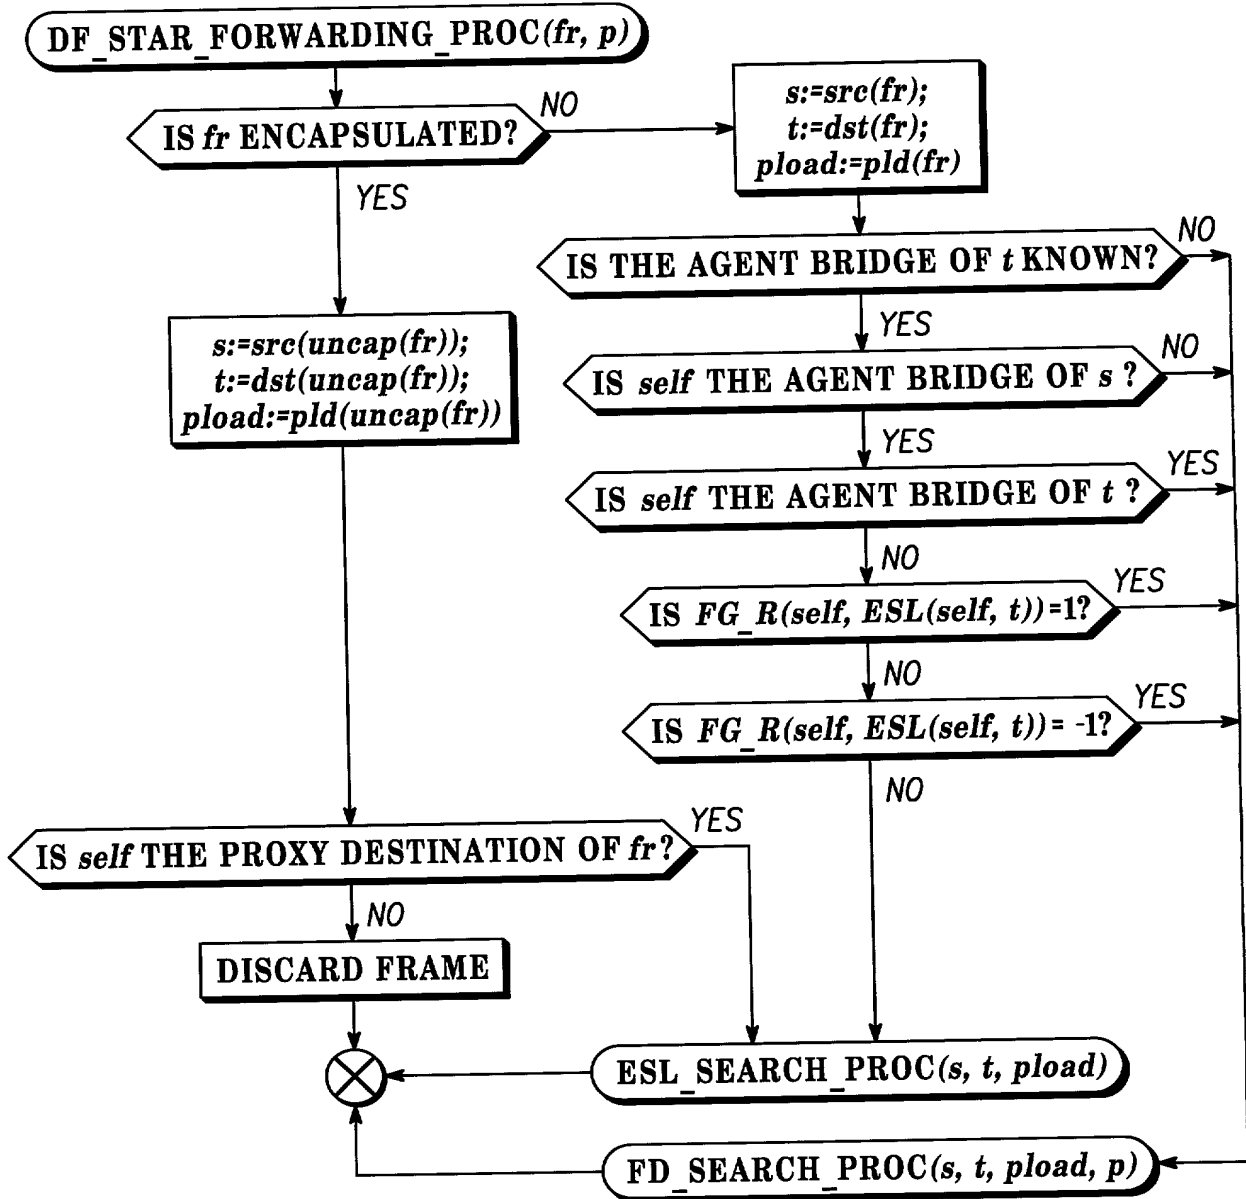 DF_STAR_FORWARDING_PROC(fr, p)
IS fr ENCAPSULATED?
NO
YES
s:=src(fr);
t:=dst(fr);
pload:=pld(fr)
IS THE AGENT BRIDGE OF t KNOWN?
NO
YES
s:=src(uncap(fr));
t:=dst(uncap(fr));
pload:=pld(uncap(fr))
IS self THE AGENT BRIDGE OF s ?
NO
YES
IS self THE AGENT BRIDGE OF t ?
YES
NO
IS FG_R(self, ESL(self, t))=1?
YES
NO
IS FG_R(self, ESL(self, t))= -1?
YES
NO
IS self THE PROXY DESTINATION OF fr?
YES
NO
DISCARD FRAME
ESL_SEARCH_PROC(s, t, pload)
FD_SEARCH_PROC(s, t, pload, p)